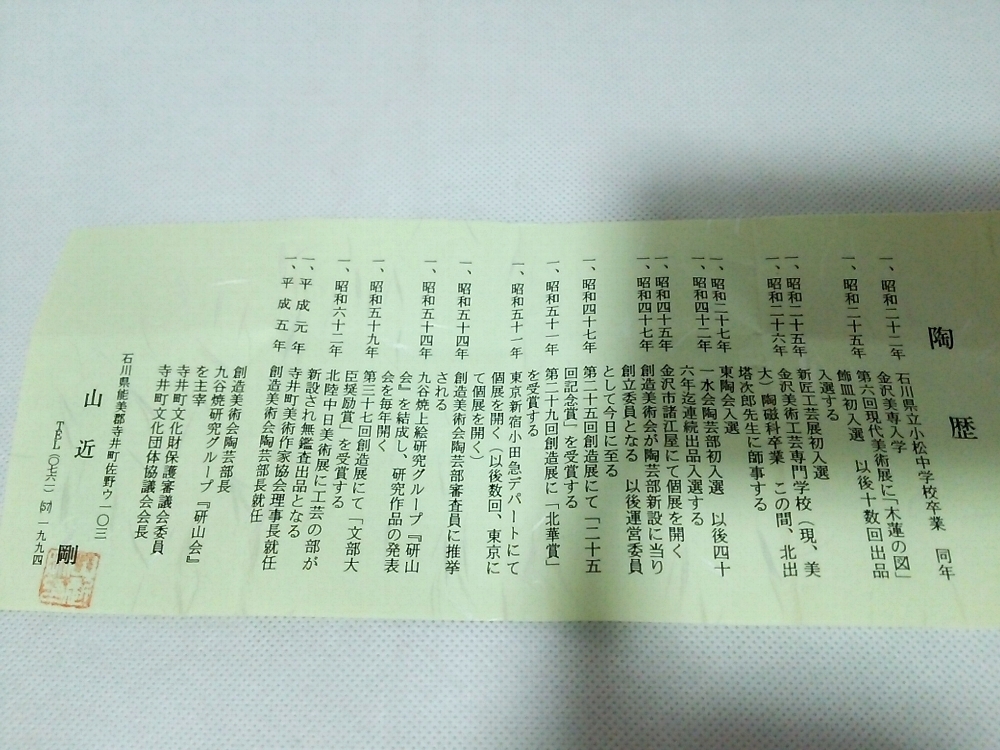 陶歴
一、昭和二十二年 石川県立小松中学校卒業 同年
金沢美専入学
一、昭和二十五年 第六回現代美術展に「木蓮の図」
飾皿初入選 以後十数回出品
入選する
一、昭和二十五年 新匠工芸展初入選
一、昭和二十六年 金沢美術工芸専門学校(現、美
大)陶磁科卒業 この間、北出
塔次郎先生に師事する
一、昭和二十七年 東陶会入選
一、昭和四十二年 一水会陶芸部初入選 以後四十
六年迄連続出品入選する
一、昭和四十五年 金沢市諸江屋にて個展を開く
一、昭和四十七年 創造美術会が陶芸部新設に当り
創立委員となる 以後運営委員
として今日に至る
一、昭和四十七年 第二十五回創造展にて「二十五
回記念賞」を受賞する
一、昭和五十一年 第二十九回創造展に「北華賞」
を受賞する
一、昭和五十一年 東京新宿小田急デパートにて
個展を開く(以後数回、東京に
て個展を開く)
一、昭和五十四年 創造美術会陶芸部審査員に推挙
される
一、昭和五十四年 九谷焼上絵研究グループ『研山
会』を結成し、研究作品の発表
会を毎年開く
一、昭和五十九年 第三十七回創造展にて「文部大
臣奨励賞」を受賞する
一、昭和六十二年 北陸中日美術展に工芸の部が
新設され無鑑査出品となる
一、平成元年 寺井町美術作家協会理事長就任
一、平成五年 創造美術会陶芸部長就任
創造美術会陶芸部長
九谷焼研究グループ『研山会』
を主宰
寺井町文化財保護審議会委員
寺井町文化団体協議会会長
石川県能美郡寺井町佐野ウ一〇三
山近剛
TEL〇七六一(57)一九九四